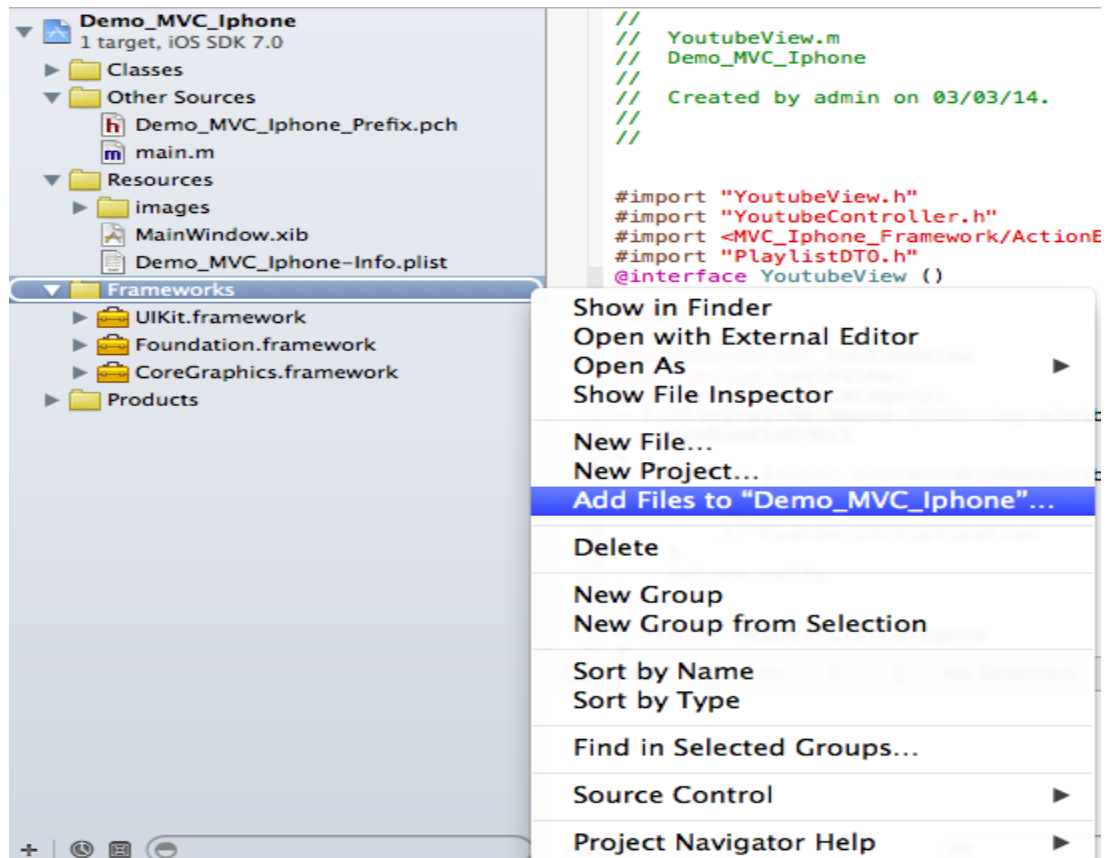 Demo_MVC_Iphone
1 target, iOS SDK 7.0
Classes
Other Sources
Demo_MVC_Iphone_Prefix.pch
main.m
Resources
images
MainWindow.xib
Demo_MVC_Iphone-Info.plist
Frameworks
UIKit.framework
Foundation.framework
CoreGraphics.framework
Products
//
// YoutubeView.m
// Demo_MVC_Iphone
//
// Created by admin on 03/03/14.
//
//
#import "YoutubeView.h"
#import "YoutubeController.h"
#import <MVC_Iphone_Framework/ActionE
#import "PlaylistDTO.h"
@interface YoutubeView ()
Show in Finder
Open with External Editor
Open As
Show File Inspector
New File...
New Project...
Add Files to “Demo_MVC_Iphone”...
Delete
New Group
New Group from Selection
Sort by Name
Sort by Type
Find in Selected Groups...
Source Control
Project Navigator Help